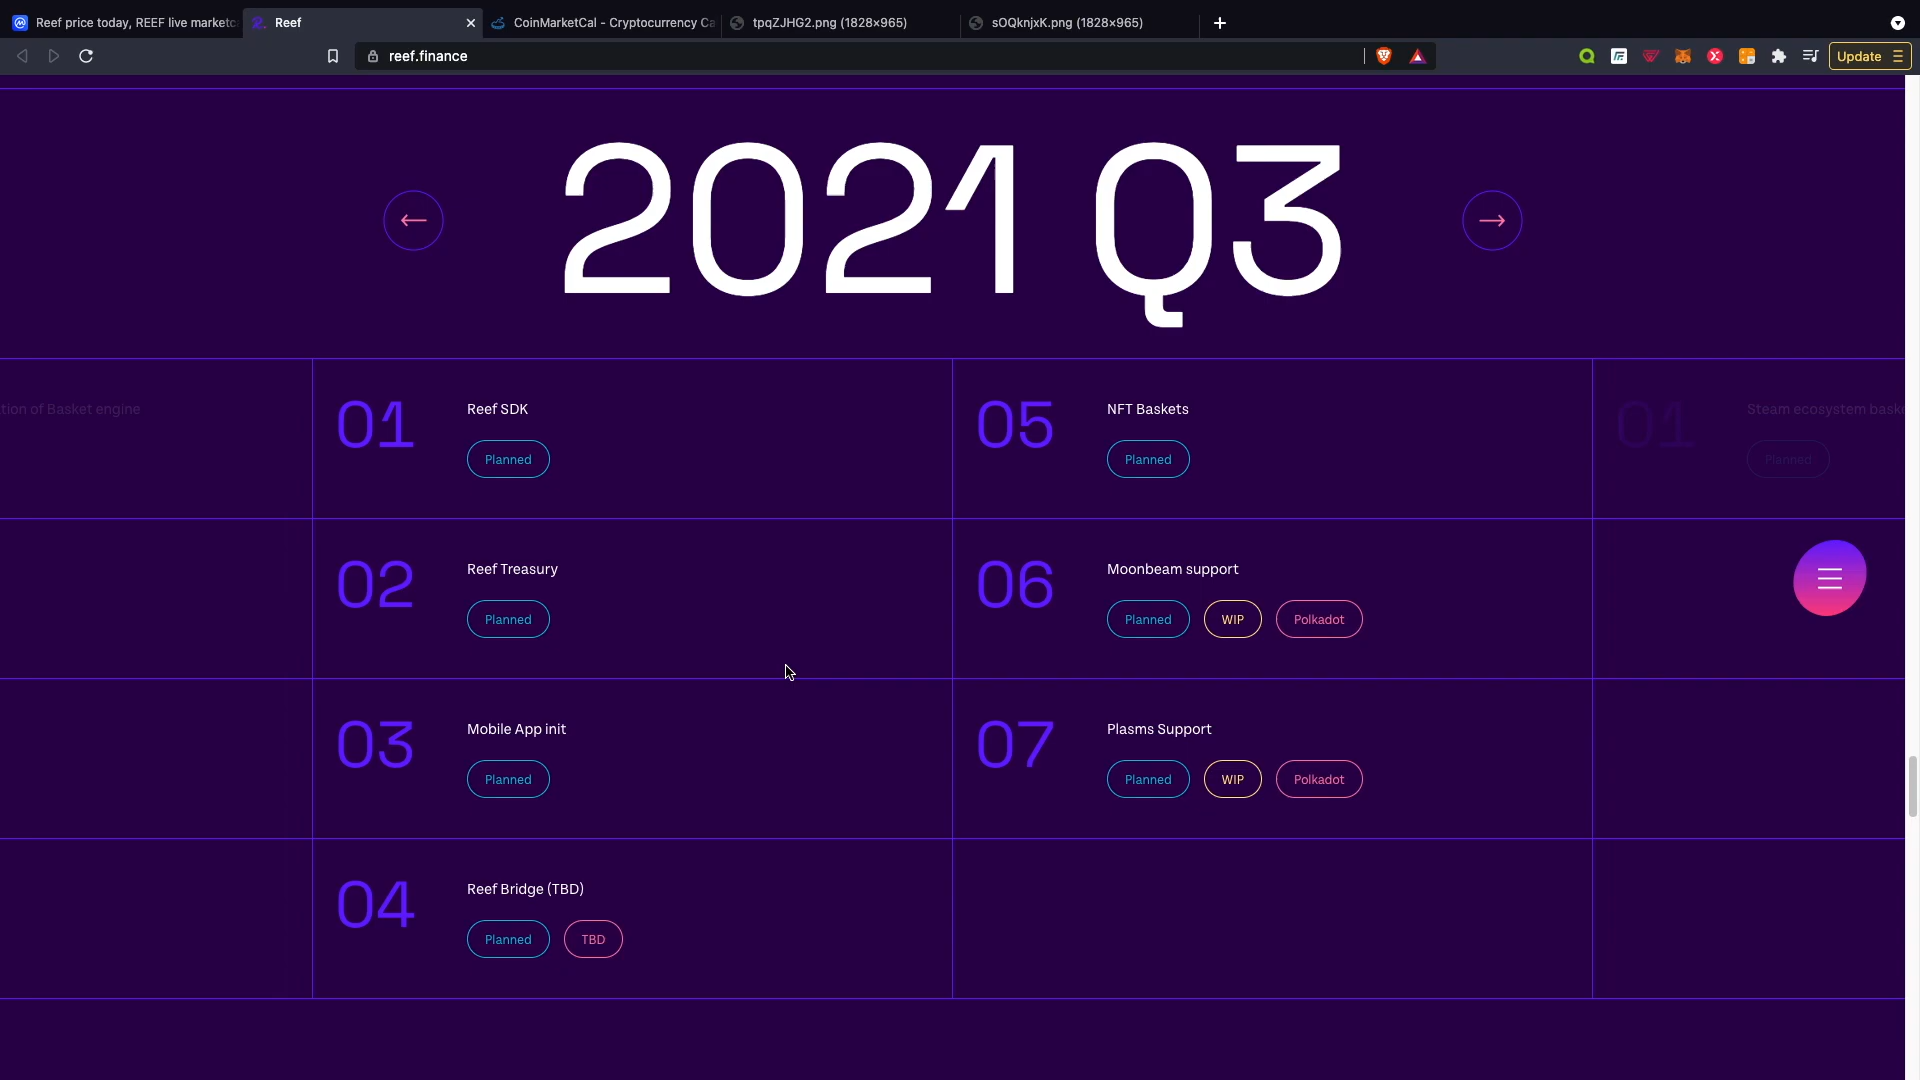 Reef price today, REEF live marketc
Reef
CoinMarketCal - Cryptocurrency Ca
tpqZJHG2.png (1828×965)
sOQknjxK.png (1828×965)
reef.finance
Update
2021 Q3
tion of Basket engine
01
Reef SDK
Planned
05
NFT Baskets
Planned
01
Steam ecosystem baske
Planned
02
Reef Treasury
Planned
06
Moonbeam support
Planned
WIP
Polkadot
03
Mobile App init
Planned
07
Plasms Support
Planned
WIP
Polkadot
04
Reef Bridge (TBD)
Planned
TBD